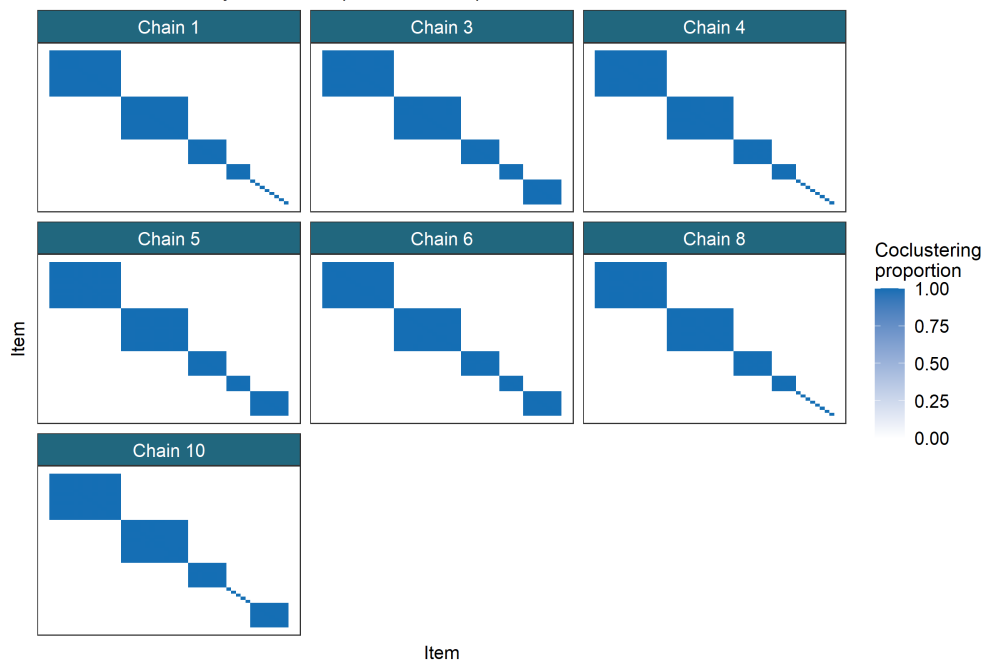 Chain 1
Chain 3
Chain 4
Chain 5
Chain 6
Chain 8
Chain 10
Item
Item
Coclustering
proportion
1.00
0.75
0.50
0.25
0.00